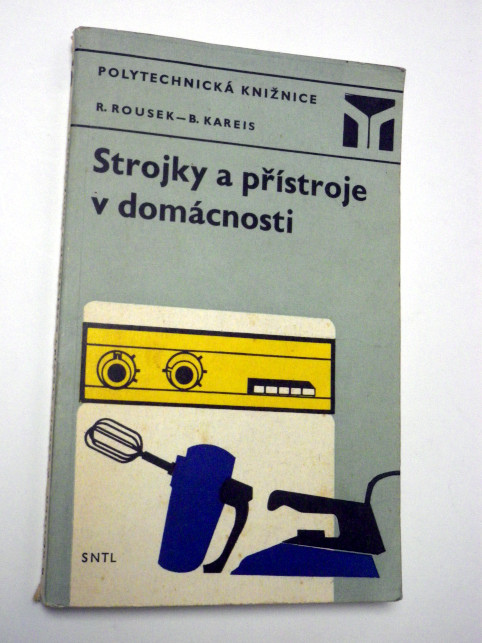 POLYTECHNICKÁ KNIŽNICE
R. ROUSEK—B. KAREIS
Strojky a přístroje
v domácnosti
SNTL